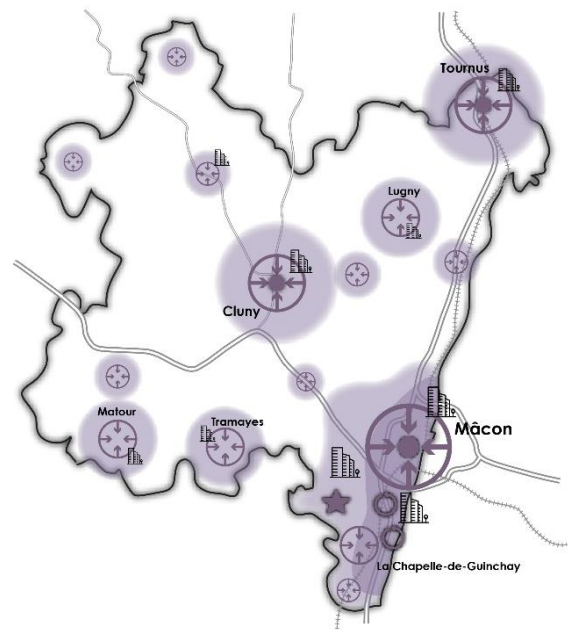 Tournus
Lugny
Cluny
Matour
Tramayes
Mâcon
La Chapelle-de-Guinchay